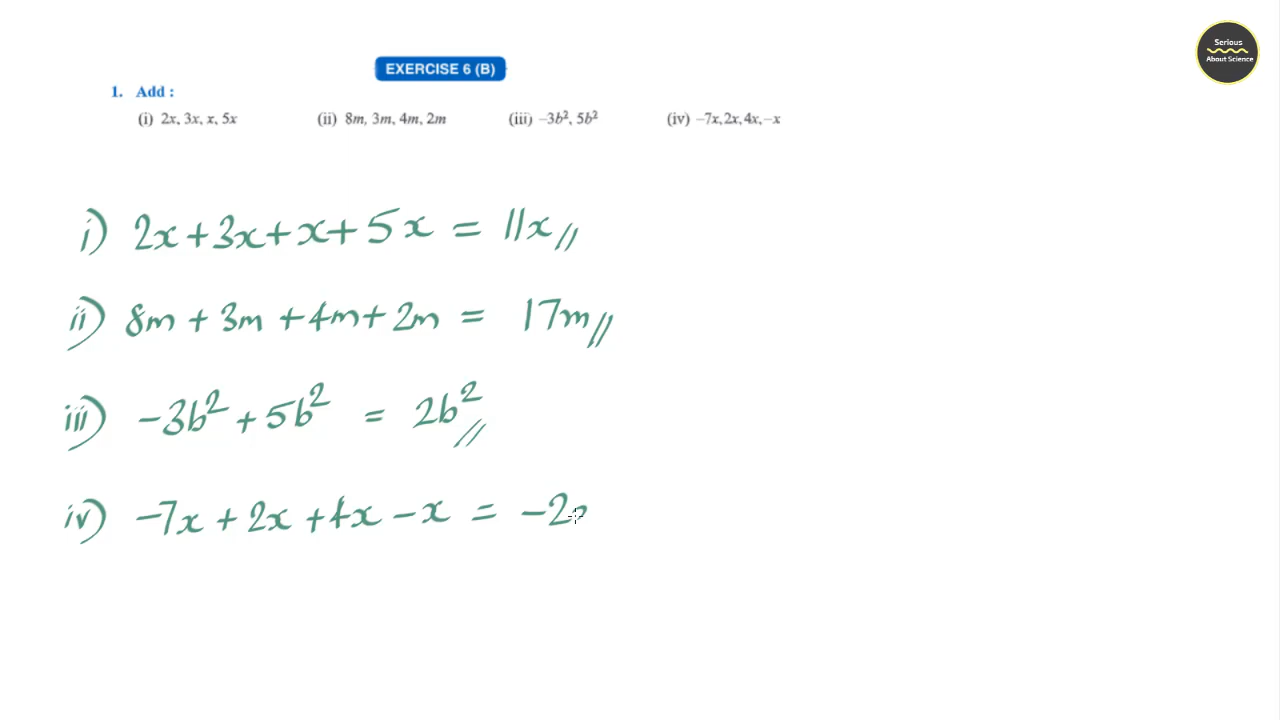 Serious
About Science
EXERCISE 6 (B)
1. Add :
(i) 2x, 3x, x, 5x (ii) 8m, 3m, 4m, 2m (iii) –3b², 5b² (iv) –7x, 2x, 4x, –x
i) 2x + 3x + x + 5x = 11x //
ii) 8m + 3m + 4m + 2m = 17m //
iii) -3b² + 5b² = 2b² //
iv) -7x + 2x + 4x - x = -2